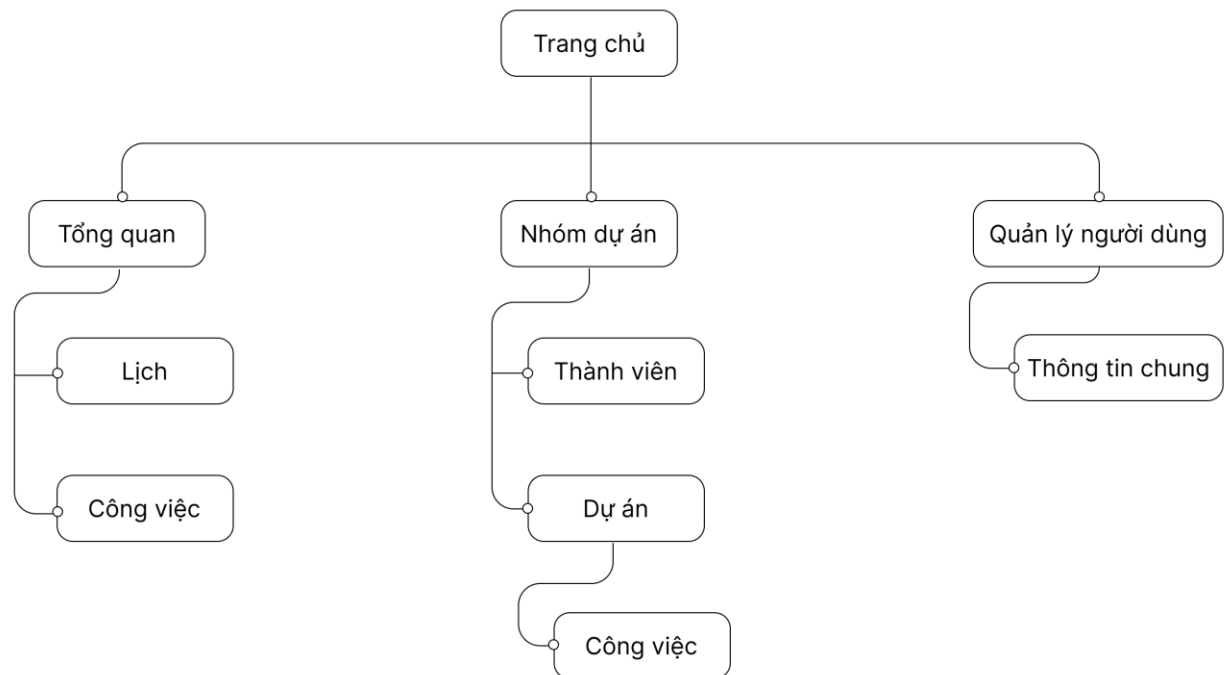 Trang chủ
Tổng quan
Nhóm dự án
Quản lý người dùng
Lịch
Thành viên
Thông tin chung
Công việc
Dự án
Công việc